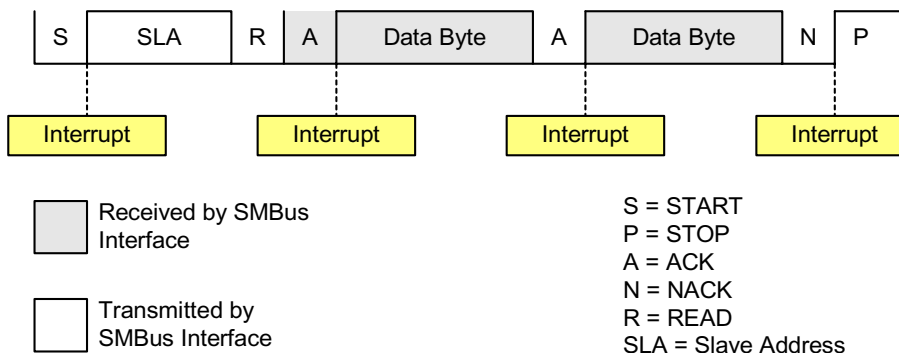 S SLA R A Data Byte A Data Byte N P
Interrupt Interrupt Interrupt Interrupt
Received by SMBus
Interface
Transmitted by
SMBus Interface
S = START
P = STOP
A = ACK
N = NACK
R = READ
SLA = Slave Address